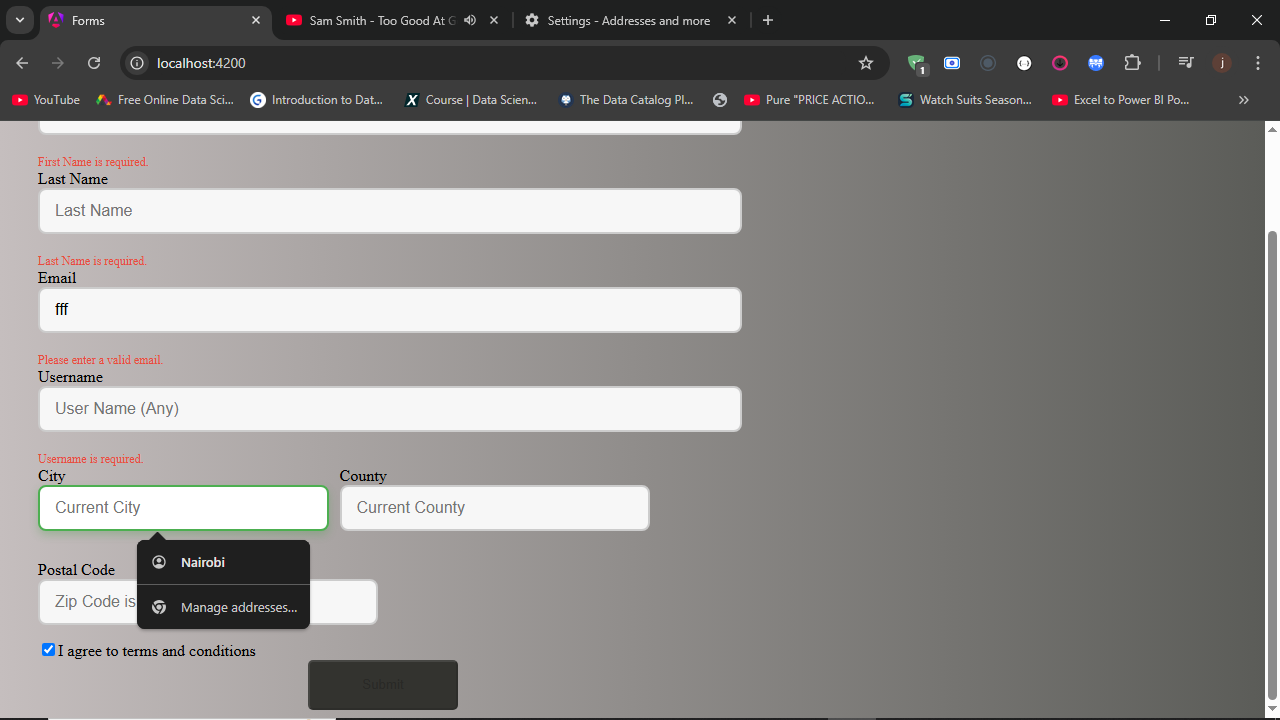 Forms
Sam Smith - Too Good At G
Settings - Addresses and more
localhost:4200
1
j
YouTube
Free Online Data Sci...
Introduction to Dat...
Course | Data Scien...
The Data Catalog Pl...
Pure "PRICE ACTIO...
Watch Suits Season...
Excel to Power BI Po...
First Name is required.
Last Name
Last Name
Last Name is required.
Email
fff
Please enter a valid email.
Username
User Name (Any)
Username is required.
City County
Current City Current County
Nairobi
Postal Code
Zip Code is
Manage addresses...
I agree to terms and conditions
Submit